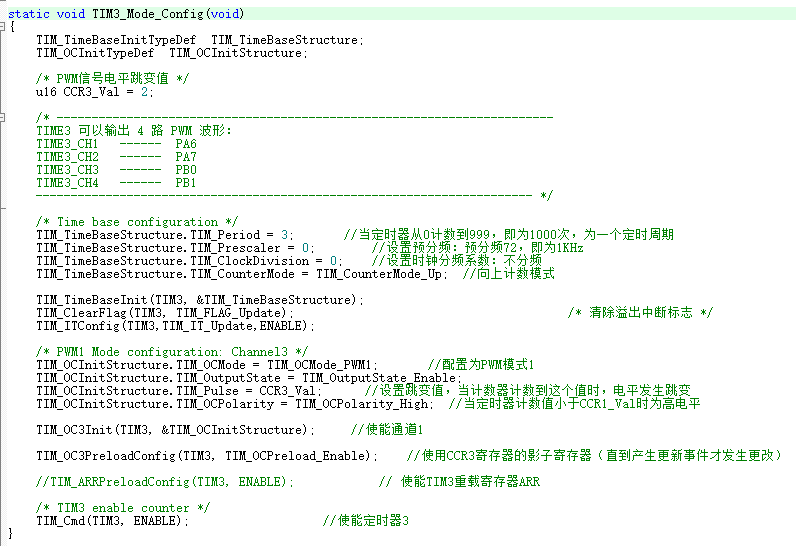 static void TIM3_Mode_Config(void)
{
TIM_TimeBaseInitTypeDef  TIM_TimeBaseStructure;
TIM_OCInitTypeDef  TIM_OCInitStructure;
/* PWM信号电平跳变值 */
u16 CCR3_Val = 2;
/* -----------------------------------------------------------------------
TIME3 可以输出 4 路 PWM 波形:
TIME3_CH1   ------  PA6
TIME3_CH2   ------  PA7
TIME3_CH3   ------  PB0
TIME3_CH4   ------  PB1
----------------------------------------------------------------------- */
/* Time base configuration */
TIM_TimeBaseStructure.TIM_Period = 3;       //当定时器从0计数到999，即为1000次，为一个定时周期
TIM_TimeBaseStructure.TIM_Prescaler = 0;        //设置预分频：预分频72，即为1KHz
TIM_TimeBaseStructure.TIM_ClockDivision = 0;    //设置时钟分频系数：不分频
TIM_TimeBaseStructure.TIM_CounterMode = TIM_CounterMode_Up;  //向上计数模式
TIM_TimeBaseInit(TIM3, &TIM_TimeBaseStructure);
TIM_ClearFlag(TIM3, TIM_FLAG_Update);                                       /* 清除溢出中断标志 */
TIM_ITConfig(TIM3,TIM_IT_Update,ENABLE);
/* PWM1 Mode configuration: Channel3 */
TIM_OCInitStructure.TIM_OCMode = TIM_OCMode_PWM1;       //配置为PWM模式1
TIM_OCInitStructure.TIM_OutputState = TIM_OutputState_Enable;
TIM_OCInitStructure.TIM_Pulse = CCR3_Val;      //设置跳变值，当计数器计数到这个值时，电平发生跳变
TIM_OCInitStructure.TIM_OCPolarity = TIM_OCPolarity_High;  //当定时器计数值小于CCR1_Val时为高电平
TIM_OC3Init(TIM3, &TIM_OCInitStructure);     //使能通道1
TIM_OC3PreloadConfig(TIM3, TIM_OCPreload_Enable);    //使用CCR3寄存器的影子寄存器（直到产生更新事件才发生更改）
//TIM_ARRPreloadConfig(TIM3, ENABLE);            // 使能TIM3重载寄存器ARR
/* TIM3 enable counter */
TIM_Cmd(TIM3, ENABLE);                   //使能定时器3
}